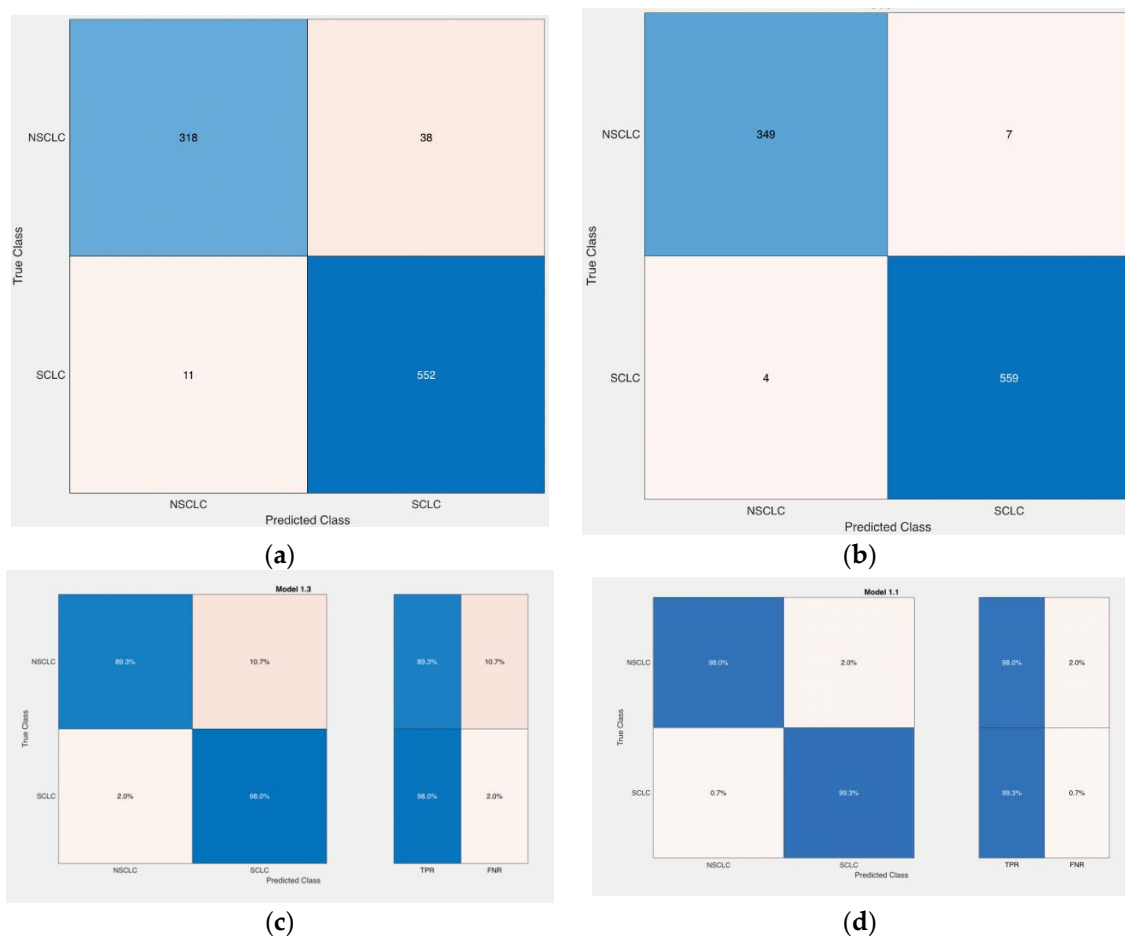 NSCLC 318 38
True Class
SCLC 11 552
NSCLC SCLC
Predicted Class
(a)
NSCLC 349 7
True Class
SCLC 4 559
NSCLC SCLC
Predicted Class
(b)
Model 1.3
NSCLC 89.3% 10.7% 89.3% 10.7%
True Class
SCLC 2.0% 98.0% 98.0% 2.0%
NSCLC SCLC TPR FNR
Predicted Class
(c)
Model 1.1
NSCLC 98.0% 2.0% 98.0% 2.0%
True Class
SCLC 0.7% 99.3% 99.3% 0.7%
NSCLC SCLC TPR FNR
Predicted Class
(d)